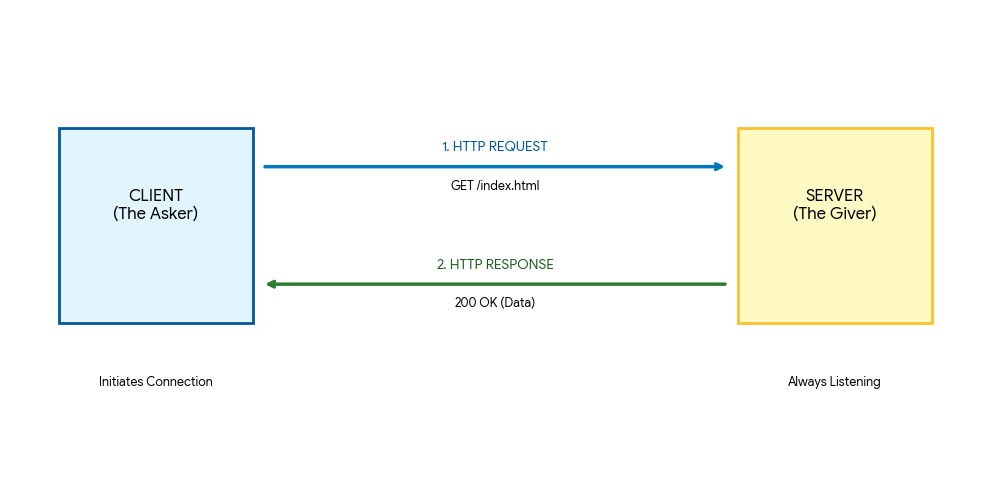 1. HTTP REQUEST
GET /index.html
CLIENT
(The Asker)
SERVER
(The Giver)
2. HTTP RESPONSE
200 OK (Data)
Initiates Connection
Always Listening